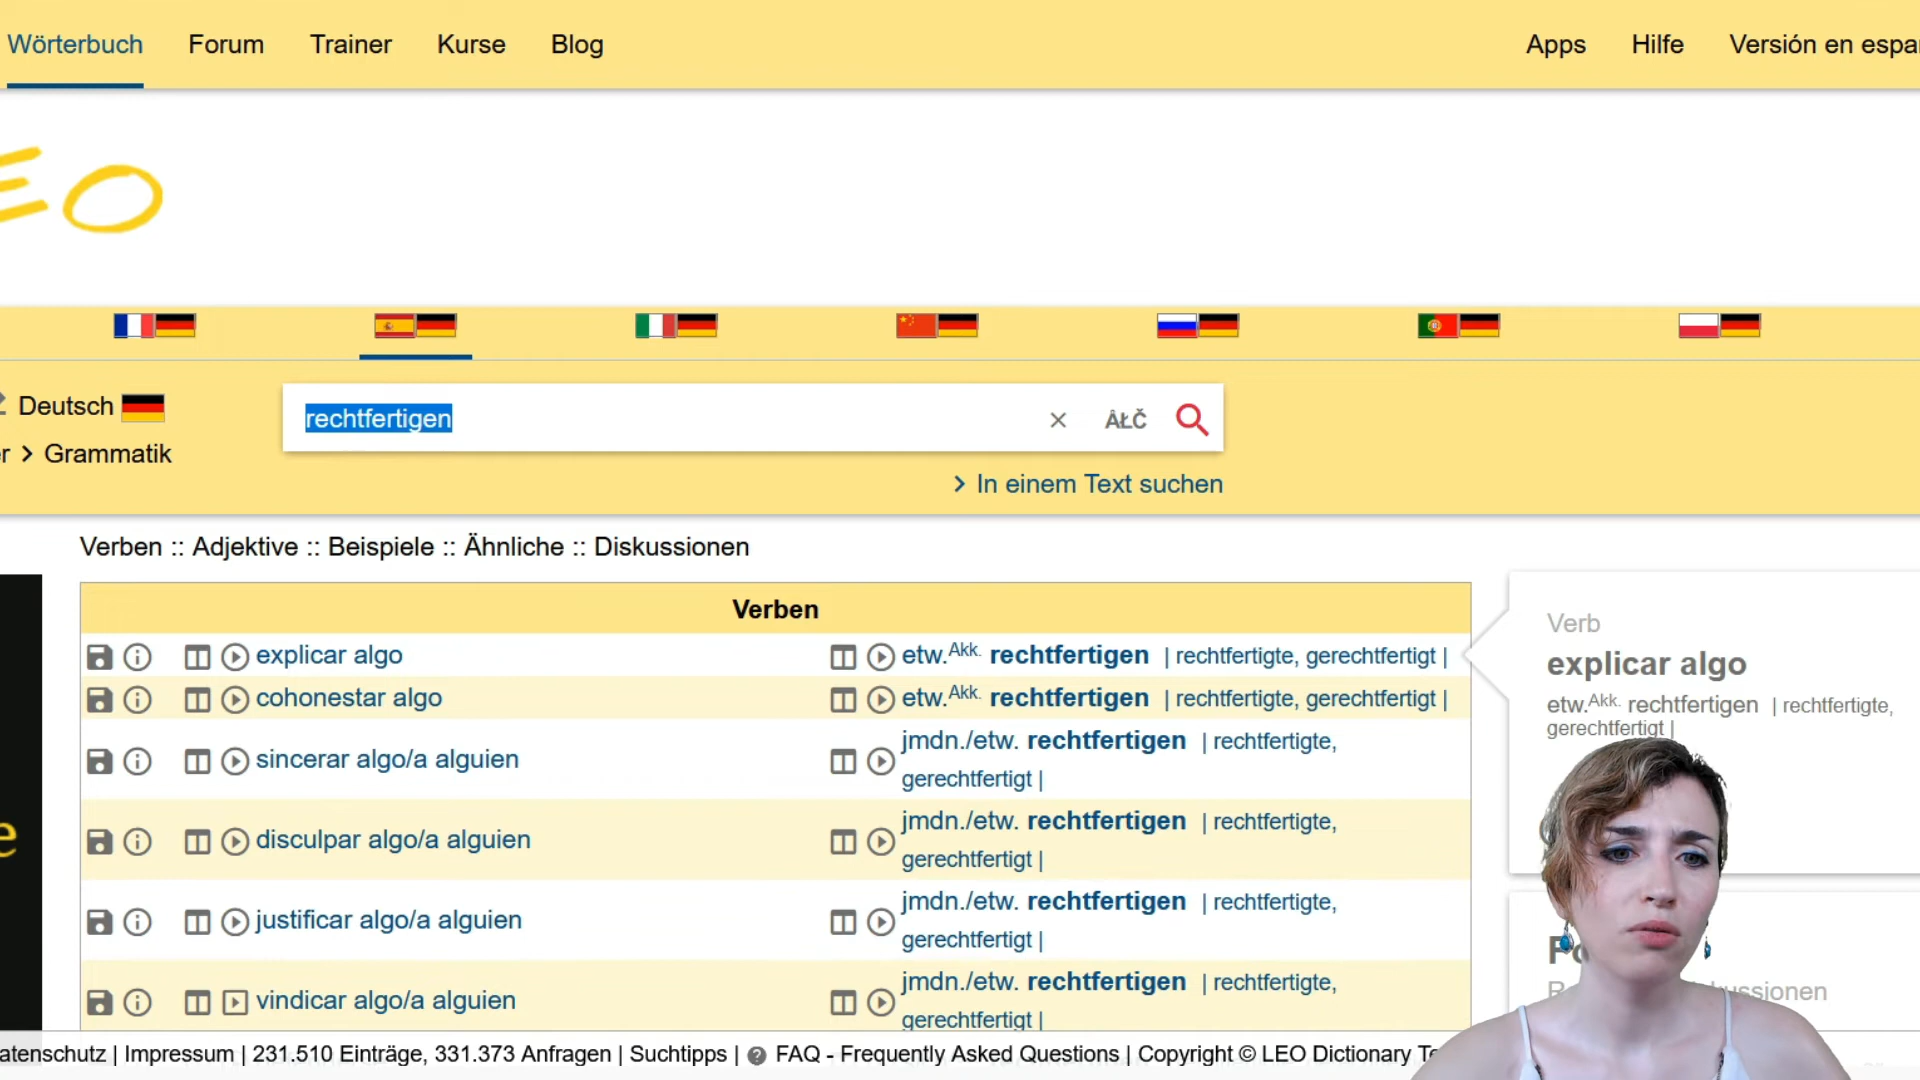 Wörterbuch Forum Trainer Kurse Blog Apps Hilfe Versión en espa
EO
Deutsch
rechtfertigen × ÅŁČ
> Grammatik
> In einem Text suchen
Verben :: Adjektive :: Beispiele :: Ähnliche :: Diskussionen
Verben
explicar algo etw.Akk. rechtfertigen | rechtfertigte, gerechtfertigt |
cohonestar algo etw.Akk. rechtfertigen | rechtfertigte, gerechtfertigt |
sincerar algo/a alguien jmdn./etw. rechtfertigen | rechtfertigte,
gerechtfertigt |
disculpar algo/a alguien jmdn./etw. rechtfertigen | rechtfertigte,
gerechtfertigt |
justificar algo/a alguien jmdn./etw. rechtfertigen | rechtfertigte,
gerechtfertigt |
vindicar algo/a alguien jmdn./etw. rechtfertigen | rechtfertigte,
gerechtfertigt |
Verb
explicar algo
etw.Akk. rechtfertigen | rechtfertigte,
gerechtfertigt |
kussionen
atenschutz | Impressum | 231.510 Einträge, 331.373 Anfragen | Suchtipps | FAQ - Frequently Asked Questions | Copyright © LEO Dictionary Te